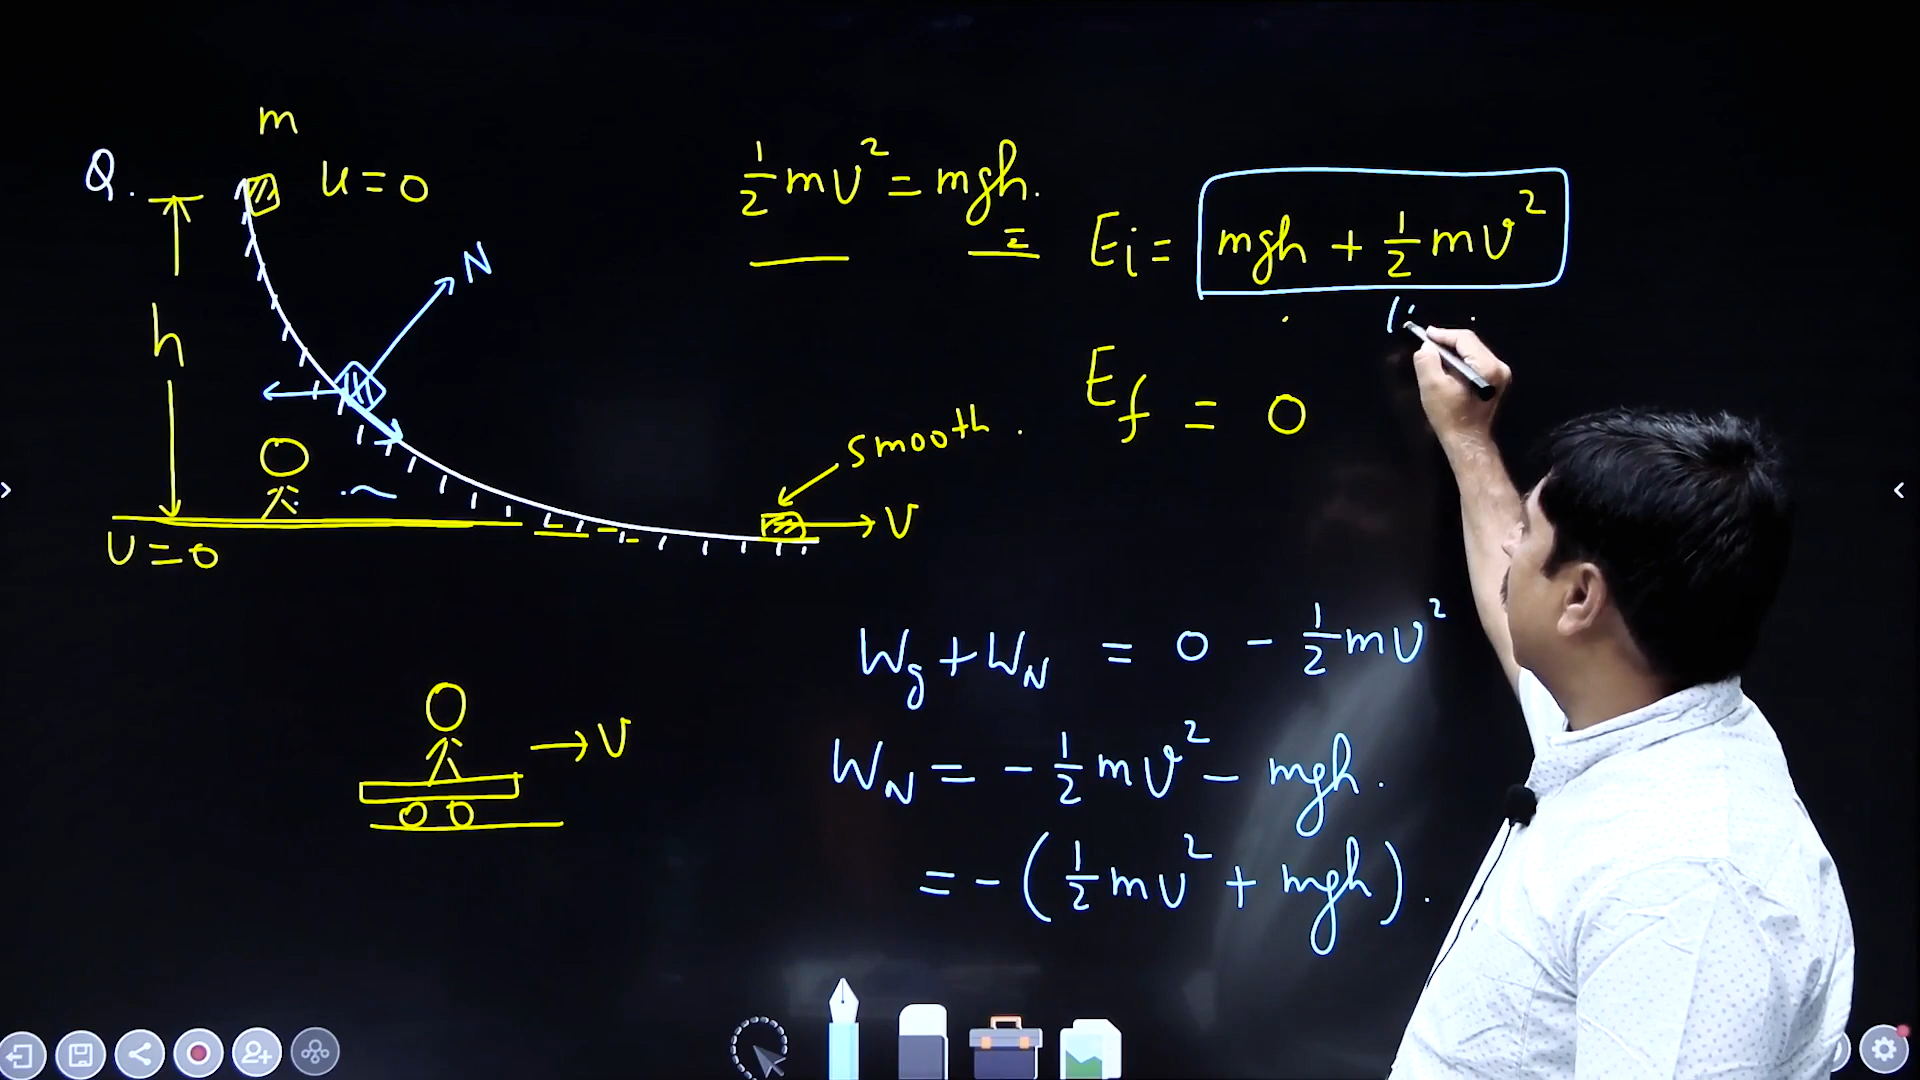 m
Q.
u = 0
N
h
smooth.
v
U = 0
v
½mv² = mgh.
Ei = mgh + ½mv²
Ef = 0
Wg + WN = 0 - ½mv²
WN = - ½mv² - mgh.
= - (½mv² + mgh).